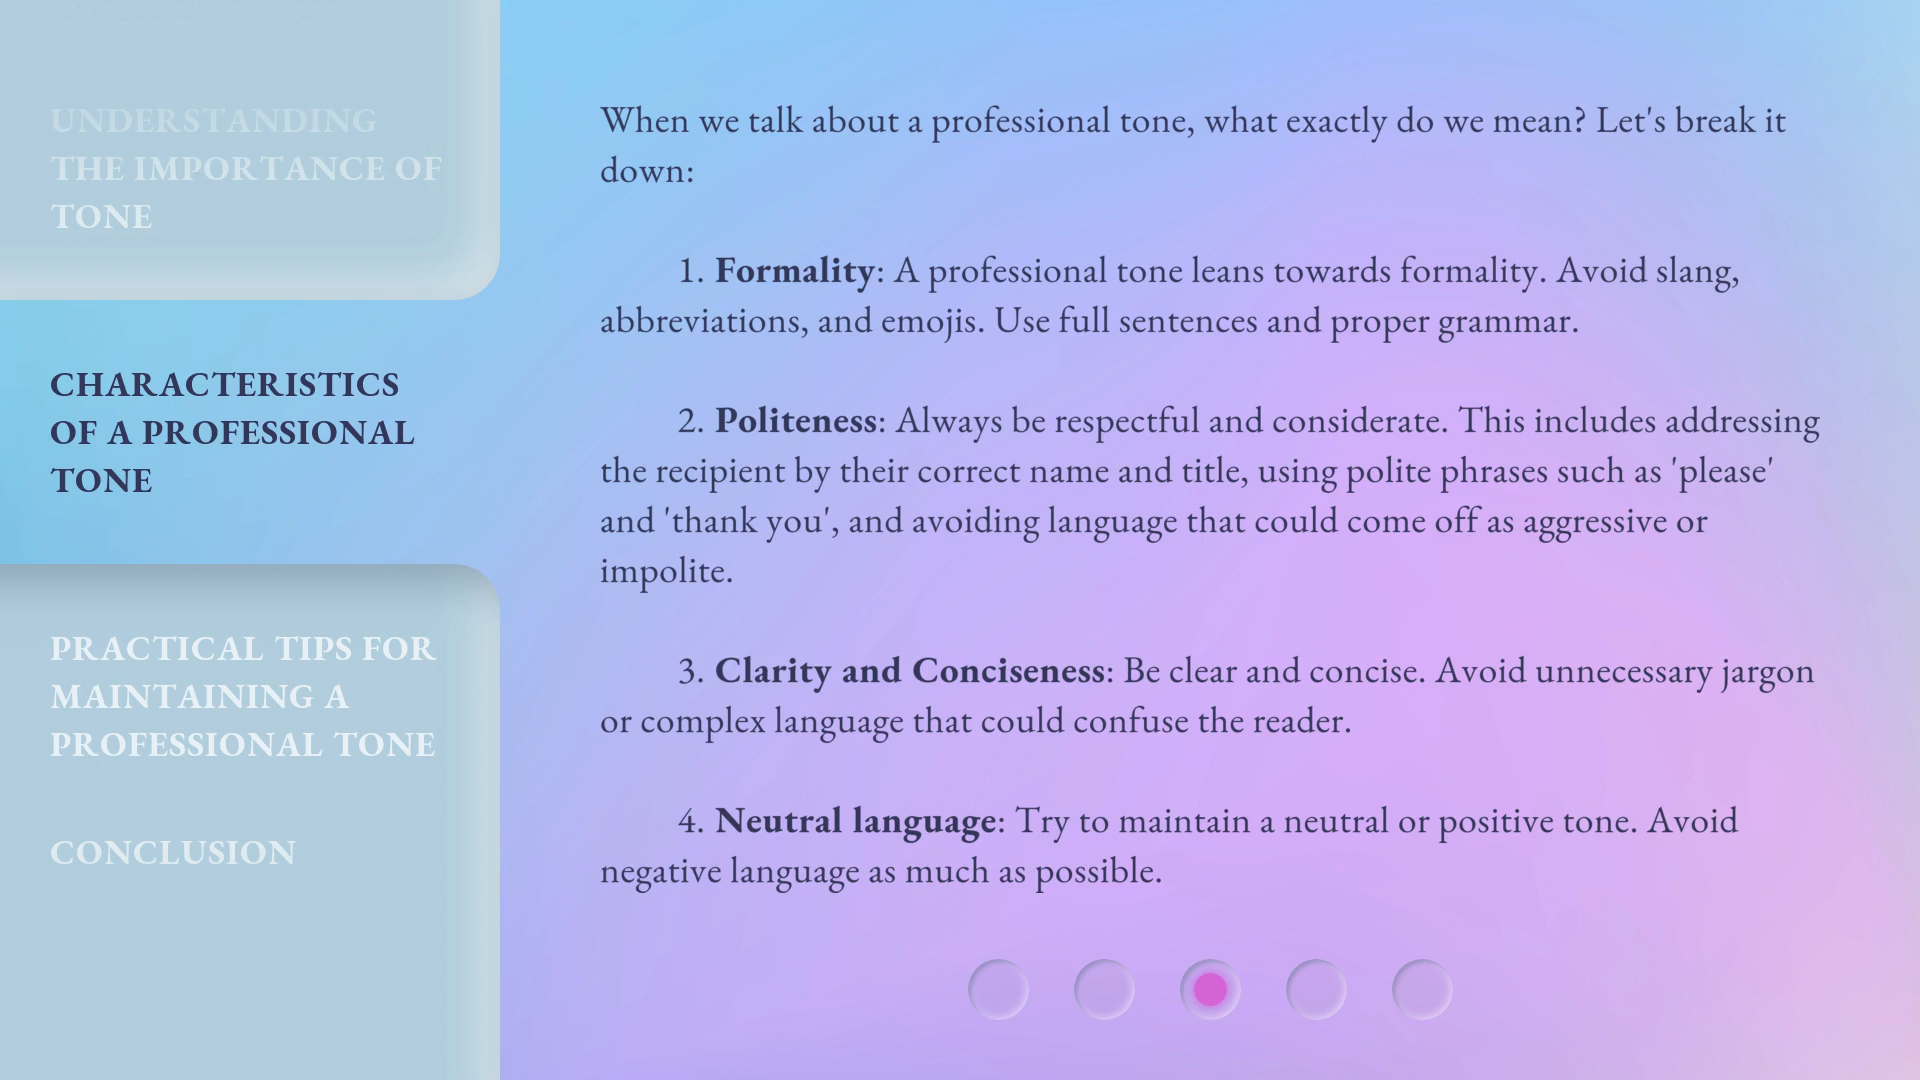 UNDERSTANDING
THE IMPORTANCE OF
TONE
CHARACTERISTICS
OF A PROFESSIONAL
TONE
PRACTICAL TIPS FOR
MAINTAINING A
PROFESSIONAL TONE
CONCLUSION
When we talk about a professional tone, what exactly do we mean? Let's break it
down:
1. Formality: A professional tone leans towards formality. Avoid slang,
abbreviations, and emojis. Use full sentences and proper grammar.
2. Politeness: Always be respectful and considerate. This includes addressing
the recipient by their correct name and title, using polite phrases such as 'please'
and 'thank you', and avoiding language that could come off as aggressive or
impolite.
3. Clarity and Conciseness: Be clear and concise. Avoid unnecessary jargon
or complex language that could confuse the reader.
4. Neutral language: Try to maintain a neutral or positive tone. Avoid
negative language as much as possible.